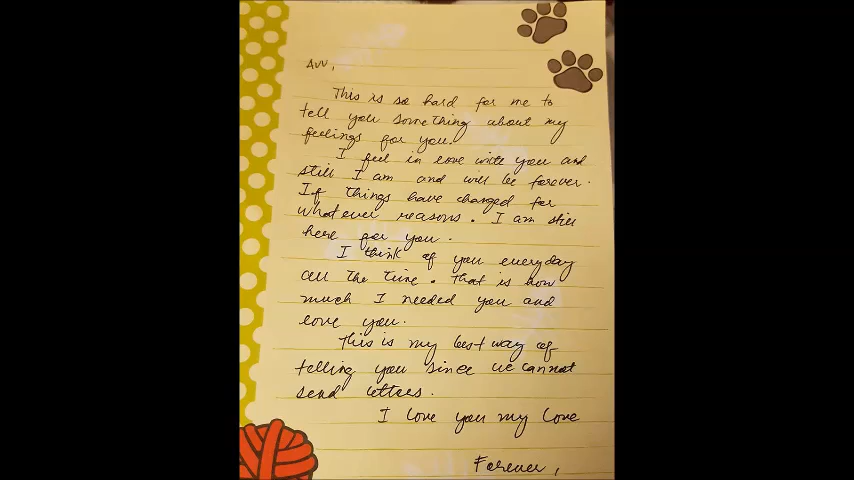 Avv,
This is so hard for me to
tell you something about my
feelings for you.
I fell in love with you and
still I am and will be forever.
If things have changed for
whatever reasons. I am still
here for you.
I think of you everyday
all the time. That is how
much I needed you and
love you.
This is my best way of
telling you since we cannot
send letters.
I love you my love
Forever,